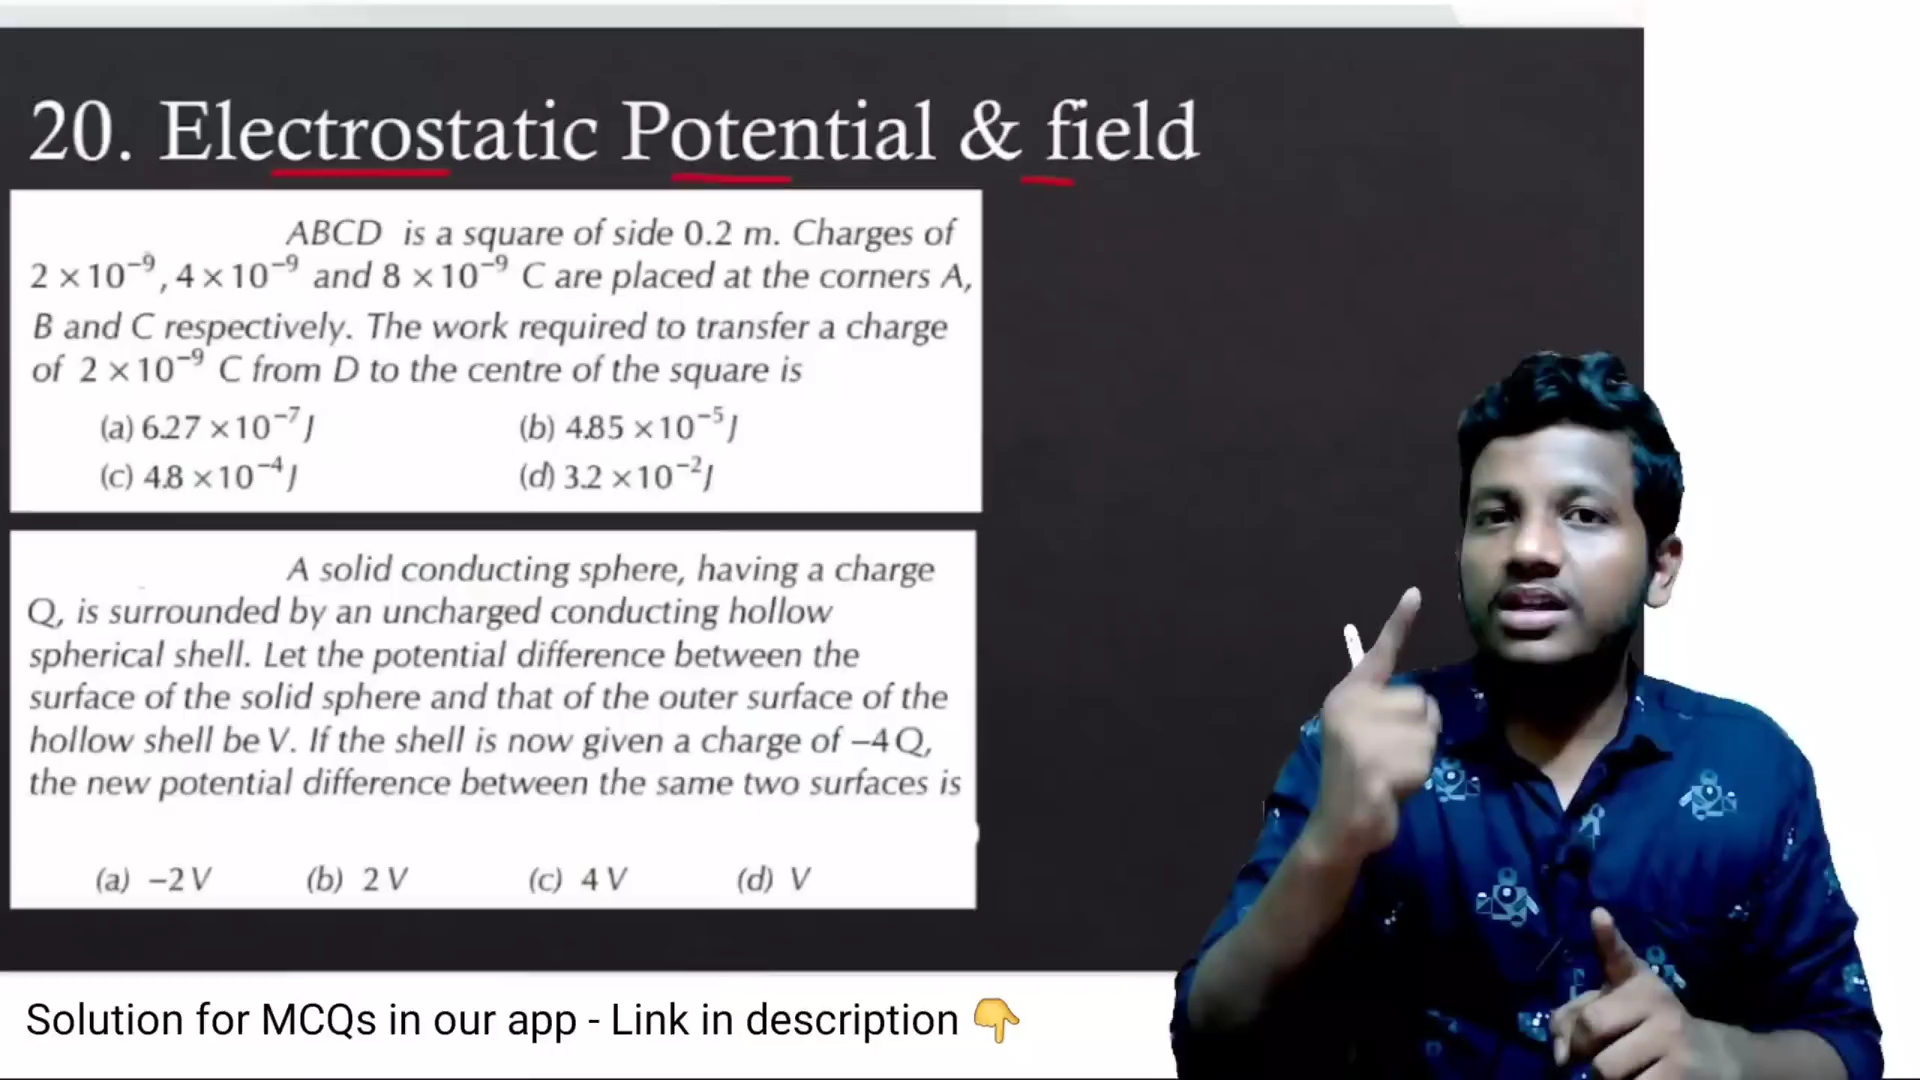 20. Electrostatic Potential & field
ABCD is a square of side 0.2 m. Charges of
2 × 10⁻⁹, 4 × 10⁻⁹ and 8 × 10⁻⁹ C are placed at the corners A,
B and C respectively. The work required to transfer a charge
of 2 × 10⁻⁹ C from D to the centre of the square is
(a) 6.27 × 10⁻⁷ J (b) 4.85 × 10⁻⁵ J
(c) 4.8 × 10⁻⁴ J (d) 3.2 × 10⁻² J
A solid conducting sphere, having a charge
Q, is surrounded by an uncharged conducting hollow
spherical shell. Let the potential difference between the
surface of the solid sphere and that of the outer surface of the
hollow shell be V. If the shell is now given a charge of –4Q,
the new potential difference between the same two surfaces is
(a) –2 V (b) 2 V (c) 4 V (d) V
Solution for MCQs in our app - Link in description 👇